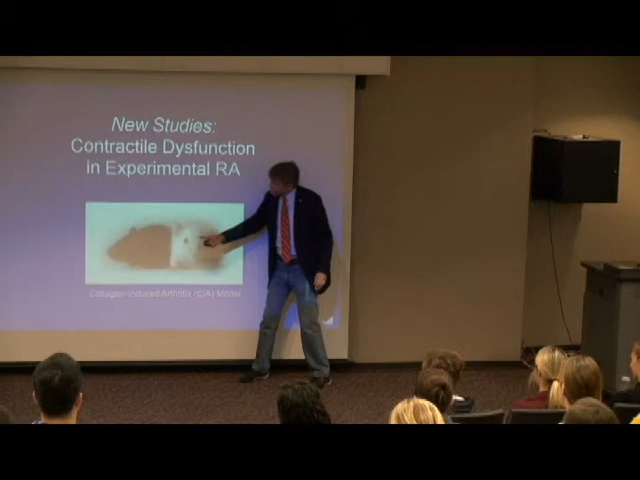 New Studies:
Contractile Dysfunction
in Experimental RA
Collagen Induced Arthritis (CIA) Model